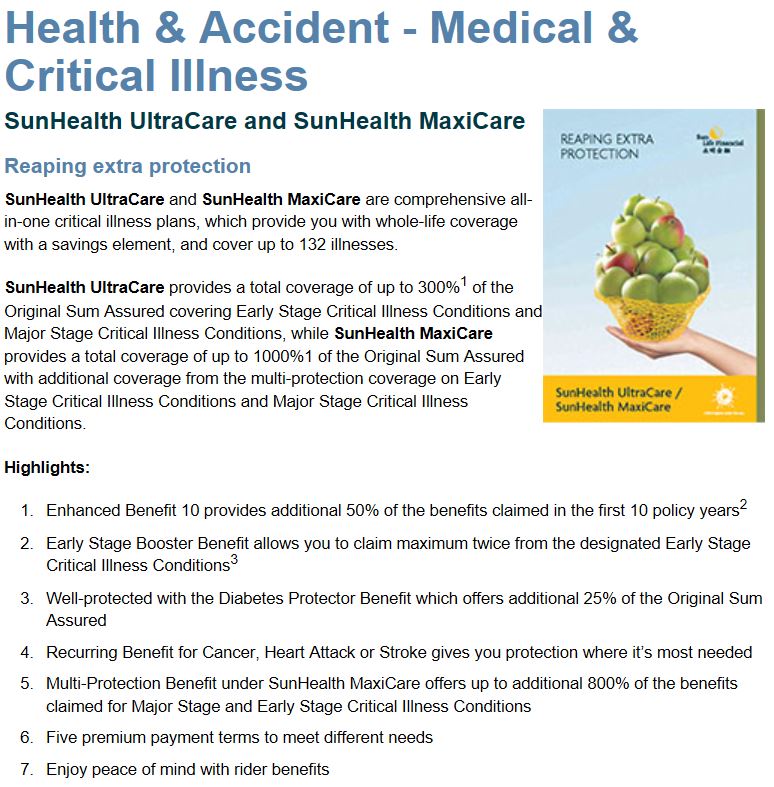 Health & Accident - Medical &
Critical Illness
SunHealth UltraCare and SunHealth MaxiCare
Reaping extra protection
SunHealth UltraCare and SunHealth MaxiCare are comprehensive all-
in-one critical illness plans, which provide you with whole-life coverage
with a savings element, and cover up to 132 illnesses.
SunHealth UltraCare provides a total coverage of up to 300%1 of the
Original Sum Assured covering Early Stage Critical Illness Conditions and
Major Stage Critical Illness Conditions, while SunHealth MaxiCare
provides a total coverage of up to 1000%1 of the Original Sum Assured
with additional coverage from the multi-protection coverage on Early
Stage Critical Illness Conditions and Major Stage Critical Illness
Conditions.
REAPING EXTRA
PROTECTION
Sun
Life Financial
SunHealth UltraCare /
SunHealth MaxiCare
Highlights:
1. Enhanced Benefit 10 provides additional 50% of the benefits claimed in the first 10 policy years2
2. Early Stage Booster Benefit allows you to claim maximum twice from the designated Early Stage
Critical Illness Conditions3
3. Well-protected with the Diabetes Protector Benefit which offers additional 25% of the Original Sum
Assured
4. Recurring Benefit for Cancer, Heart Attack or Stroke gives you protection where it's most needed
5. Multi-Protection Benefit under SunHealth MaxiCare offers up to additional 800% of the benefits
claimed for Major Stage and Early Stage Critical Illness Conditions
6. Five premium payment terms to meet different needs
7. Enjoy peace of mind with rider benefits